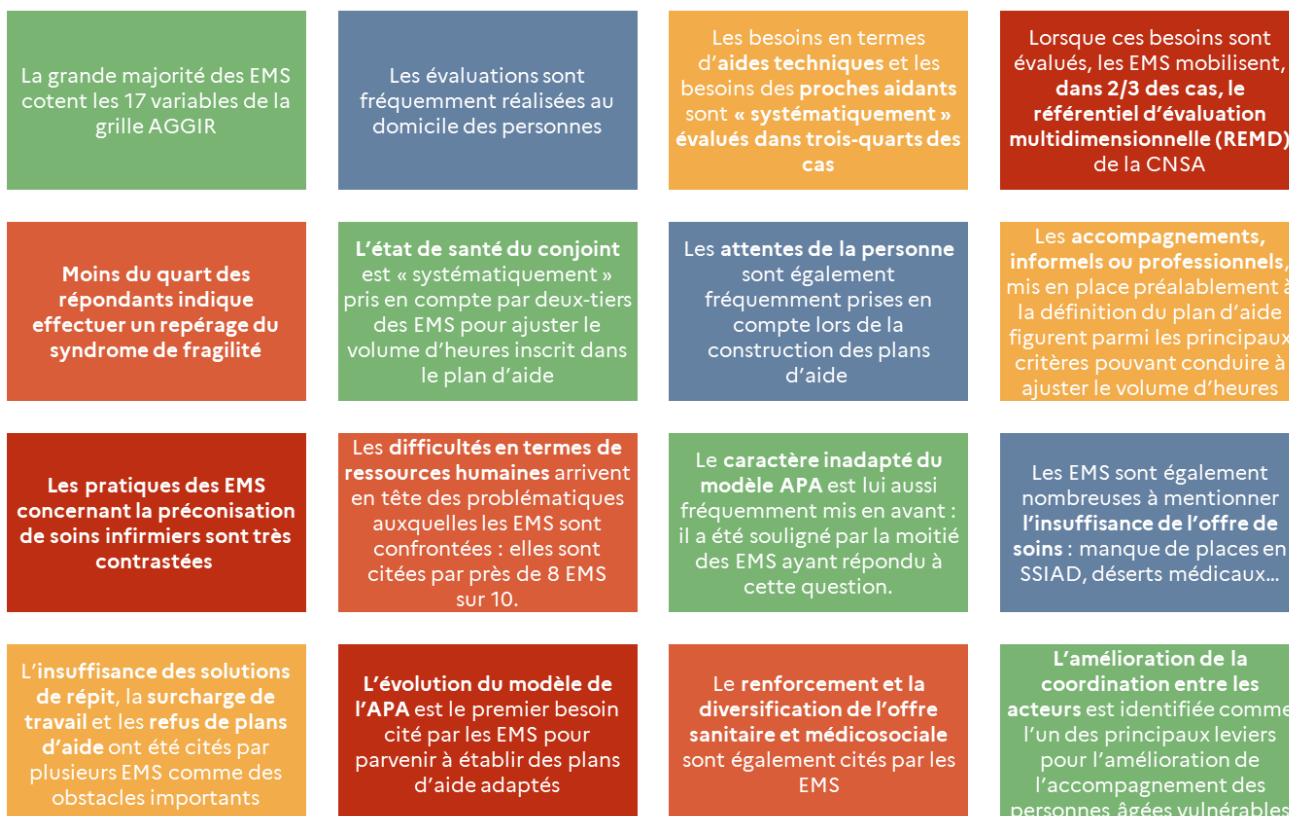 La grande majorité des EMS
cotent les 17 variables de la
grille AGGIR
Les évaluations sont
fréquemment réalisées au
domicile des personnes
Les besoins en termes
d'aides techniques et les
besoins des proches aidants
sont « systématiquement »
évalués dans trois-quarts des
cas
Lorsque ces besoins sont
évalués, les EMS mobilisent,
dans 2/3 des cas, le
référentiel d'évaluation
multidimensionnelle (REMD)
de la CNSA
Moins du quart des
répondants indique
effectuer un repérage du
syndrome de fragilité
L'état de santé du conjoint
est « systématiquement »
pris en compte par deux-tiers
des EMS pour ajuster le
volume d'heures inscrit dans
le plan d'aide
Les attentes de la personne
sont également
fréquemment prises en
compte lors de la
construction des plans
d'aide
Les accompagnements,
informels ou professionnels,
mis en place préalablement à
la définition du plan d'aide
figurent parmi les principaux
critères pouvant conduire à
ajuster le volume d'heures
Les pratiques des EMS
concernant la préconisation
de soins infirmiers sont très
contrastées
Les difficultés en termes de
ressources humaines arrivent
en tête des problématiques
auxquelles les EMS sont
confrontées : elles sont
citées par près de 8 EMS
sur 10.
Le caractère inadapté du
modèle APA est lui aussi
fréquemment mis en avant :
il a été souligné par la moitié
des EMS ayant répondu à
cette question.
Les EMS sont également
nombreuses à mentionner
l'insuffisance de l'offre de
soins : manque de places en
SSIAD, déserts médicaux...
L'insuffisance des solutions
de répit, la surcharge de
travail et les refus de plans
d'aide ont été cités par
plusieurs EMS comme des
obstacles importants
L'évolution du modèle de
l'APA est le premier besoin
cité par les EMS pour
parvenir à établir des plans
d'aide adaptés
Le renforcement et la
diversification de l'offre
sanitaire et médicosociale
sont également cités par les
EMS
L'amélioration de la
coordination entre les
acteurs est identifiée comme
l'un des principaux leviers
pour l'amélioration de
l'accompagnement des
personnes âgées vulnérables